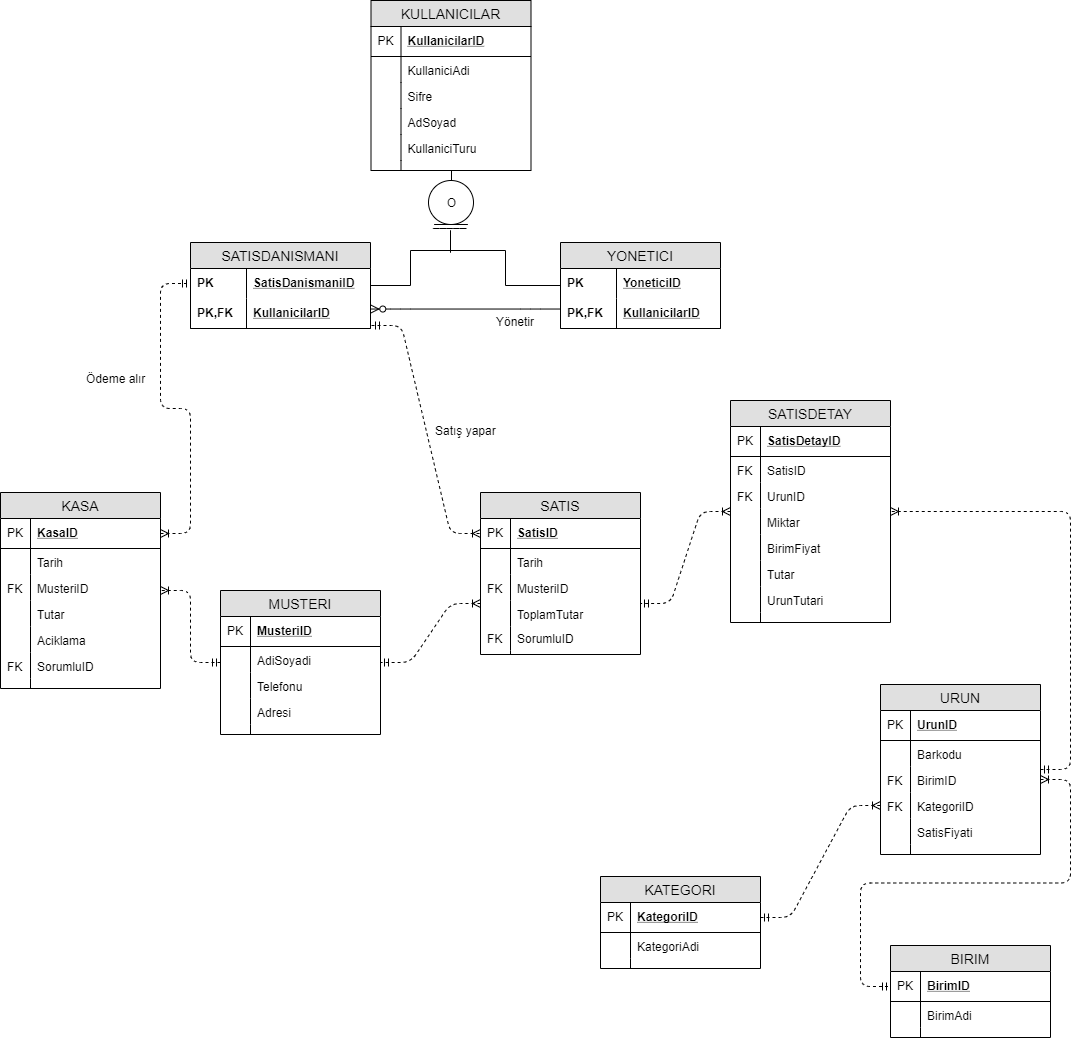 KULLANICILAR
PK KullanicilarID
KullaniciAdi
Sifre
AdSoyad
KullaniciTuru
O
SATISDANISMANI
PK SatisDanismaniID
PK,FK KullanicilarID
YONETICI
PK YoneticiID
PK,FK KullanicilarID
Yönetir
Ödeme alır
Satış yapar
SATISDETAY
PK SatisDetayID
FK SatisID
FK UrunID
Miktar
BirimFiyat
Tutar
UrunTutari
KASA
PK KasaID
Tarih
FK MusteriID
Tutar
Aciklama
FK SorumluID
SATIS
PK SatisID
Tarih
FK MusteriID
ToplamTutar
FK SorumluID
MUSTERI
PK MusteriID
AdiSoyadi
Telefonu
Adresi
URUN
PK UrunID
Barkodu
FK BirimID
FK KategoriID
SatisFiyati
KATEGORI
PK KategoriID
KategoriAdi
BIRIM
PK BirimID
BirimAdi